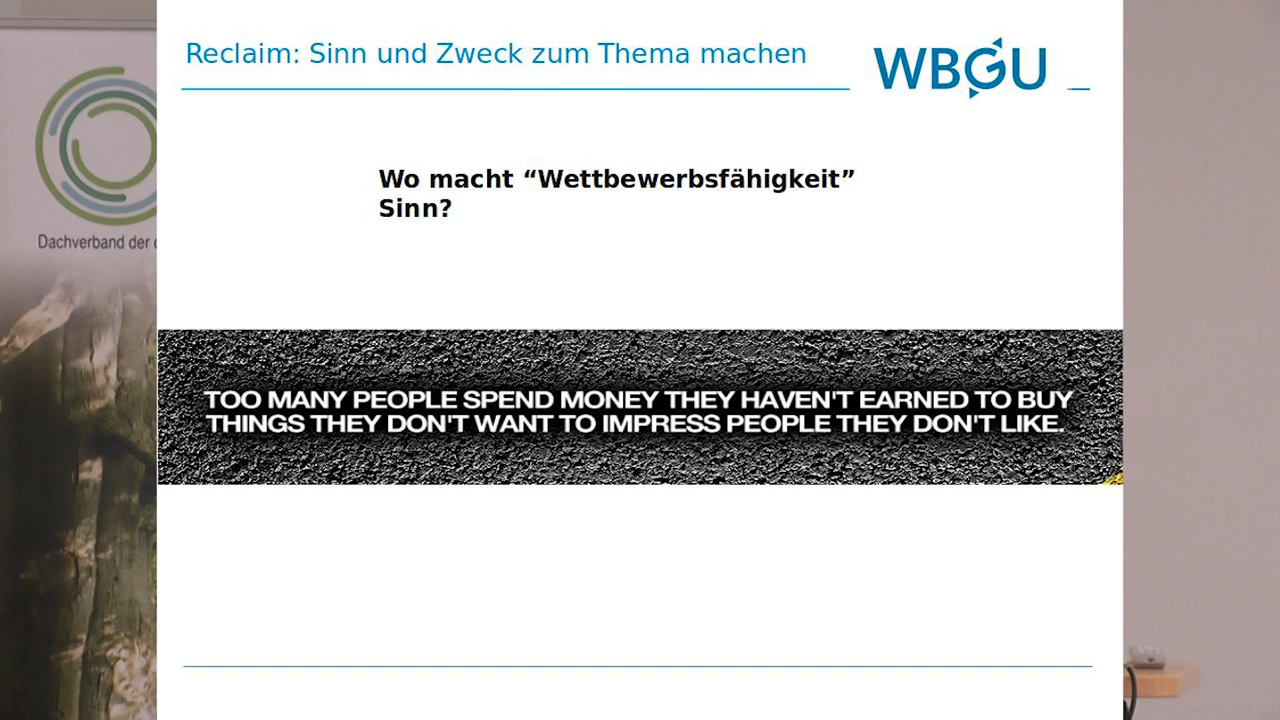 Reclaim: Sinn und Zweck zum Thema machen
WBGU
Wo macht “Wettbewerbsfähigkeit”
Sinn?
TOO MANY PEOPLE SPEND MONEY THEY HAVEN'T EARNED TO BUY
THINGS THEY DON'T WANT TO IMPRESS PEOPLE THEY DON'T LIKE.
Dachverband der